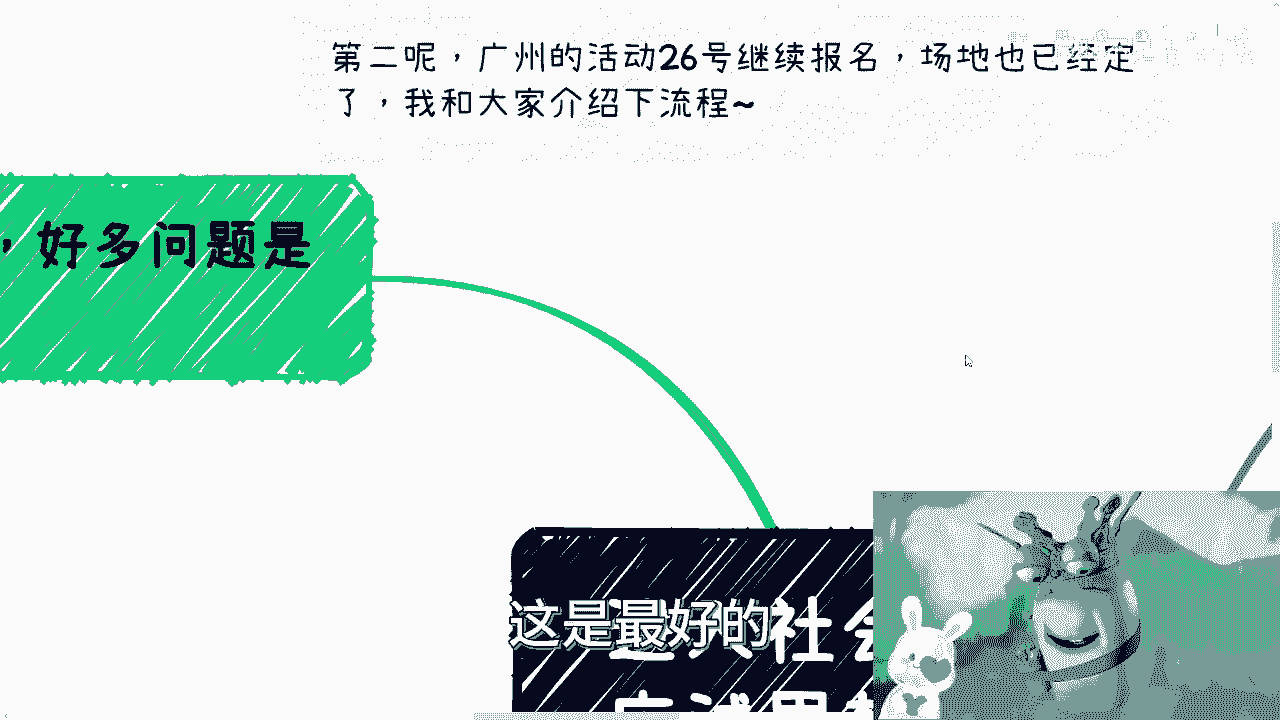 第二呢，广州的活动26号继续报名，场地也已经定
了，我和大家介绍下流程~
，好多问题是
这是最好的
社会